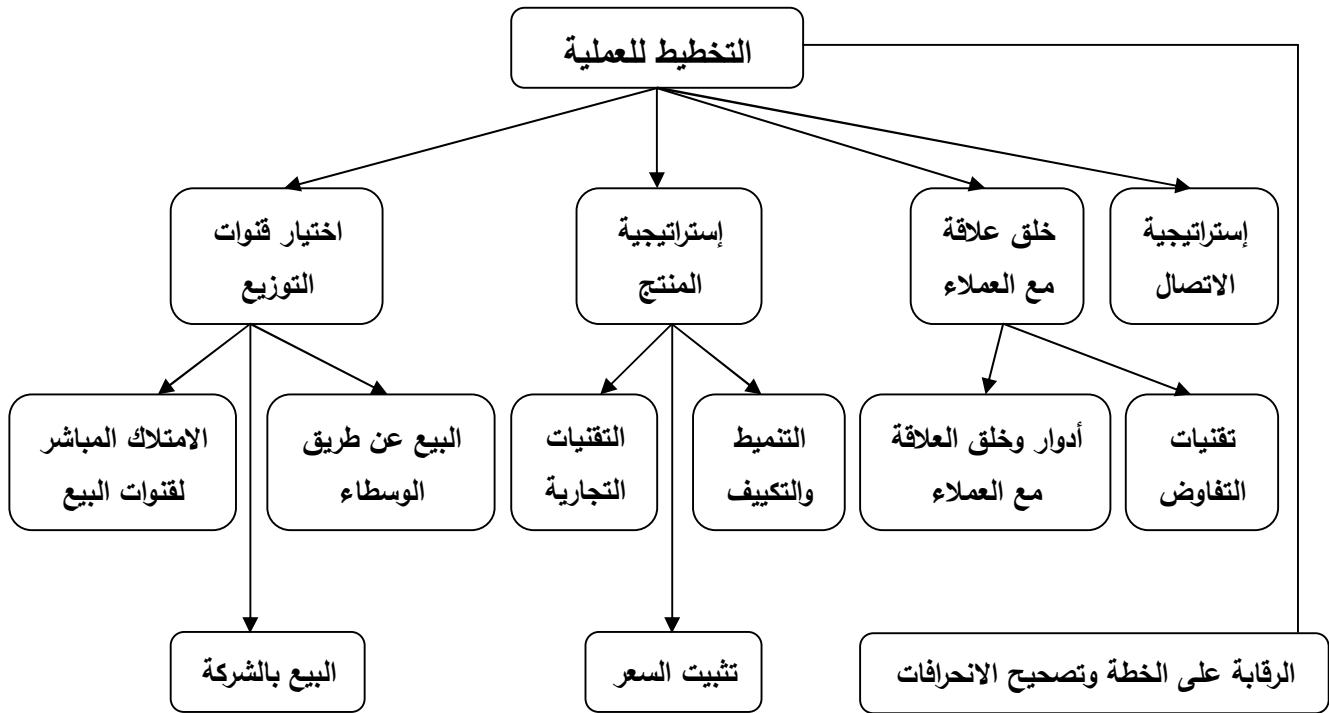 التخطيط للعملية
إستراتيجية
الاتصال
خلق علاقة
مع العملاء
إستراتيجية
المنتج
اختيار قنوات
التوزيع
تقنيات
التفاوض
أدوار وخلق العلاقة
مع العملاء
التنميط
والتكييف
التقنيات
التجارية
البيع عن طريق
الوسطاء
الامتلاك المباشر
لقنوات البيع
الرقابة على الخطة وتصحيح الانحرافات
تثبيت السعر
البيع بالشركة